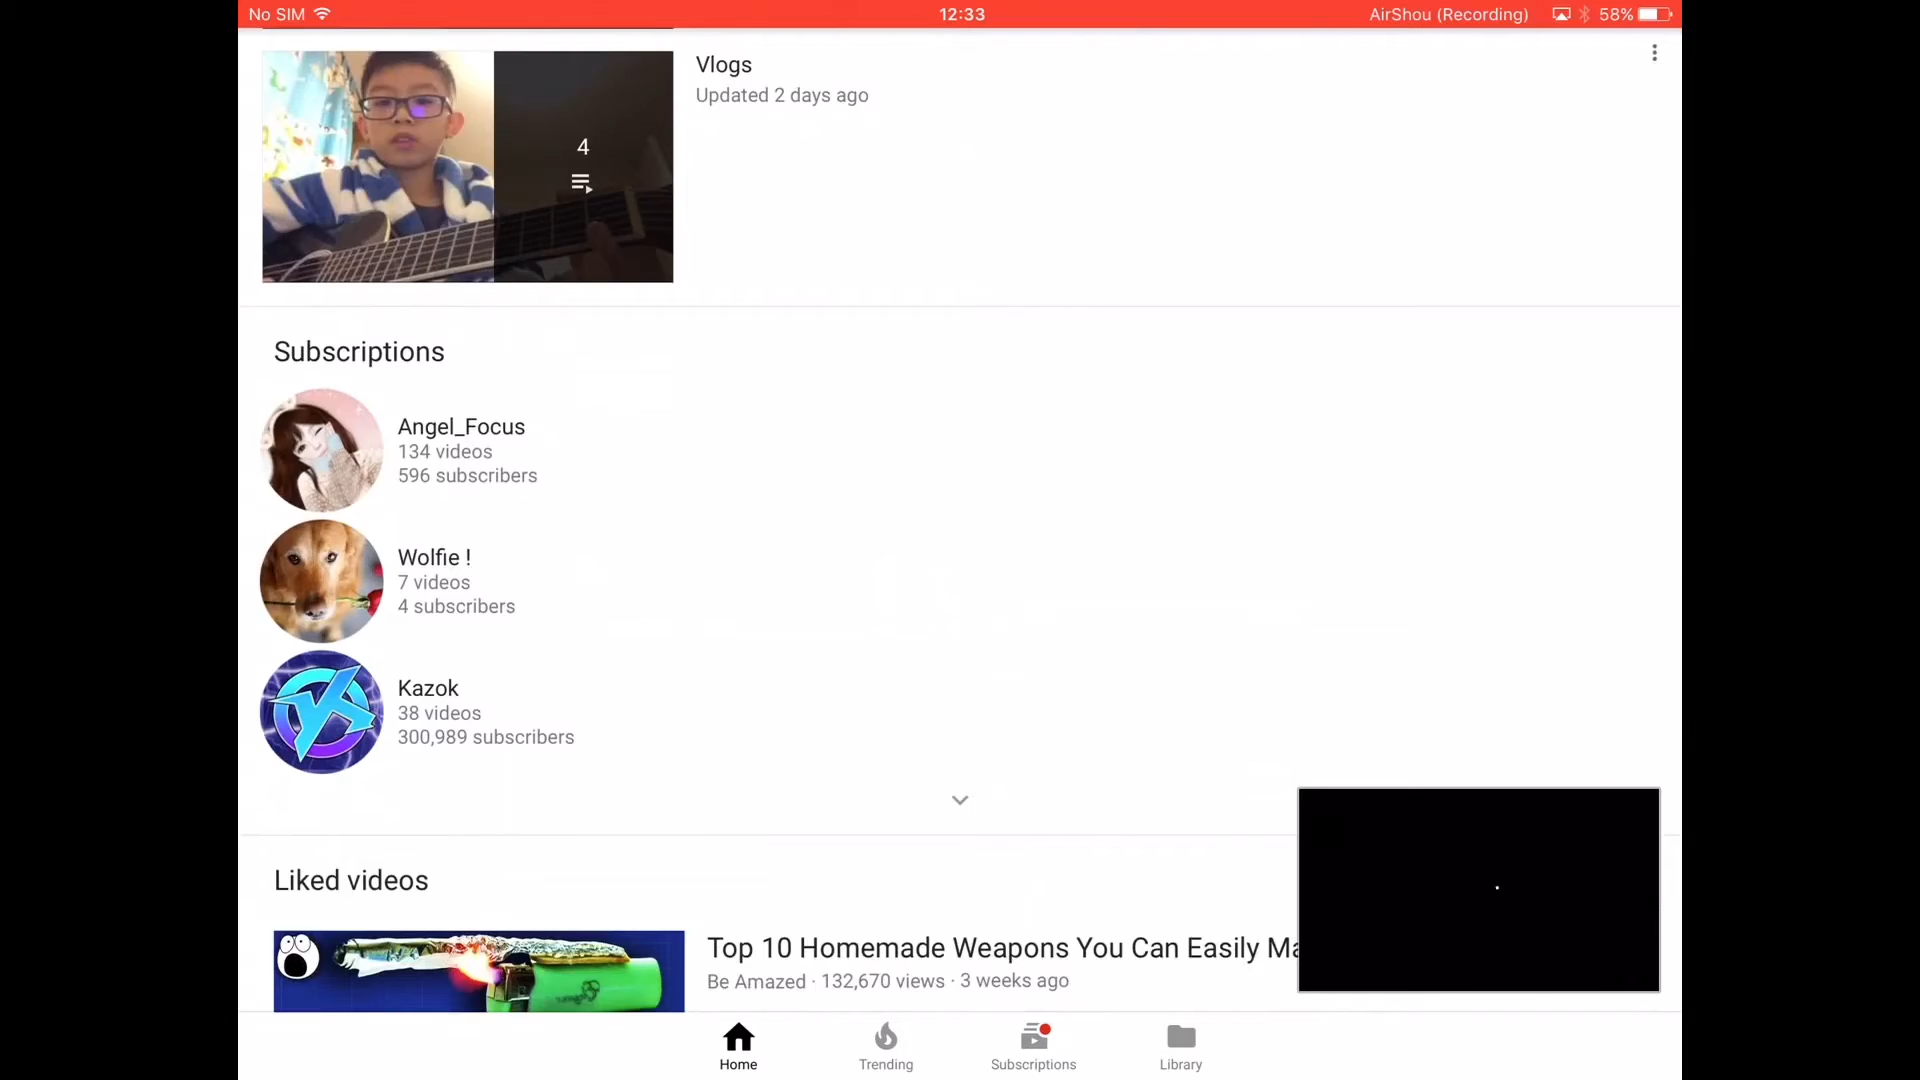 No SIM 12:33 AirShou (Recording) 58%
Vlogs
Updated 2 days ago
4
Subscriptions
Angel_Focus
134 videos
596 subscribers
Wolfie !
7 videos
4 subscribers
Kazok
38 videos
300,989 subscribers
Liked videos
Top 10 Homemade Weapons You Can Easily Ma
Be Amazed · 132,670 views · 3 weeks ago
Home Trending Subscriptions Library